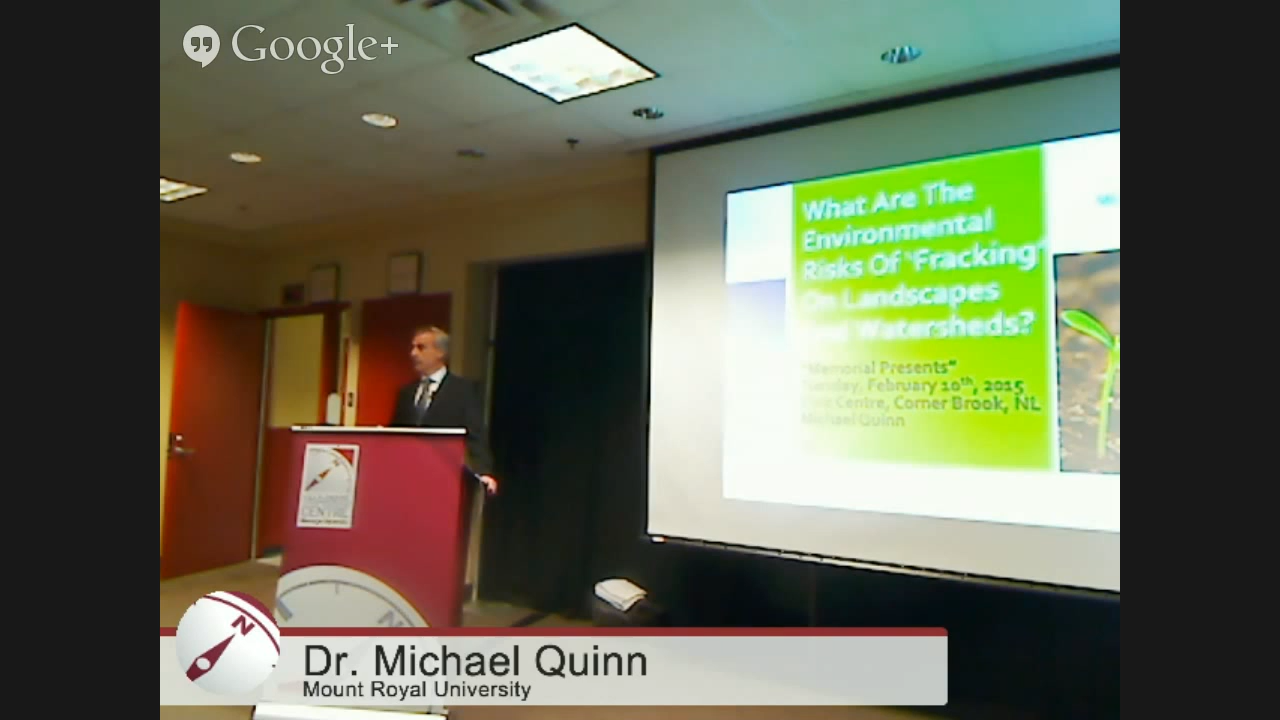 Google+
What Are The
Environmental
Risks Of 'Fracking'
On Landscapes
And Watersheds?
"Memorial Presents"
Tuesday, February 10th, 2015
Centre, Corner Brook, NL
Michael Quinn
CENTRE
N
N
Dr. Michael Quinn
Mount Royal University